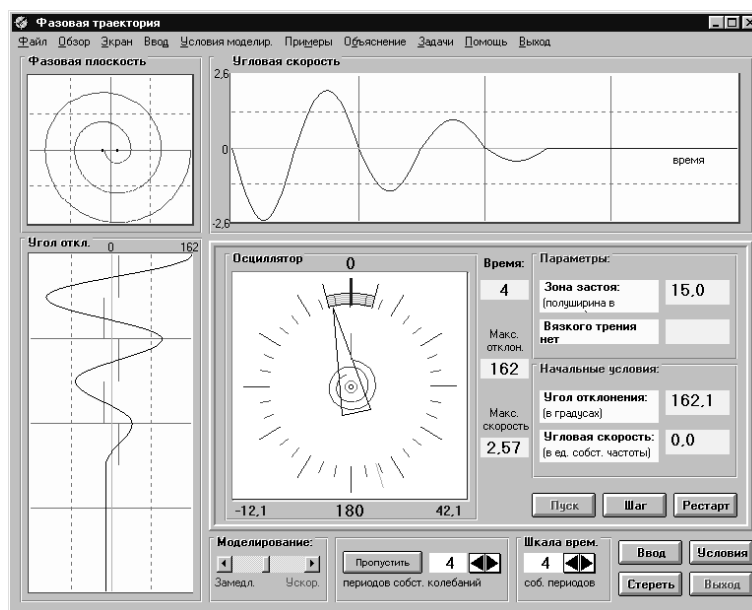 Фазовая траектория
Файл Обзор Экран Ввод Условия моделир. Примеры Объяснение Задачи Помощь Выход
Фазовая плоскость
Угловая скорость
2,6
0
-2,6
время
Угол откл.
0
162
Осциллятор
0
-12,1
180
42,1
Время:
4
Макс.
отклон.
162
Макс.
скорость
2,57
Параметры:
Зона застоя:
(полуширина в
15,0
Вязкого трения
нет
Начальные условия:
Угол отклонения:
(в градусах)
162,1
Угловая скорость:
(в ед. собст. частоты)
0,0
Пуск
Шаг
Рестарт
Моделирование:
Замедл.
Ускор.
Пропустить
4
периодов собст. колебаний
Шкала врем.
4
соб. периодов
Ввод
Условия
Стереть
Выход